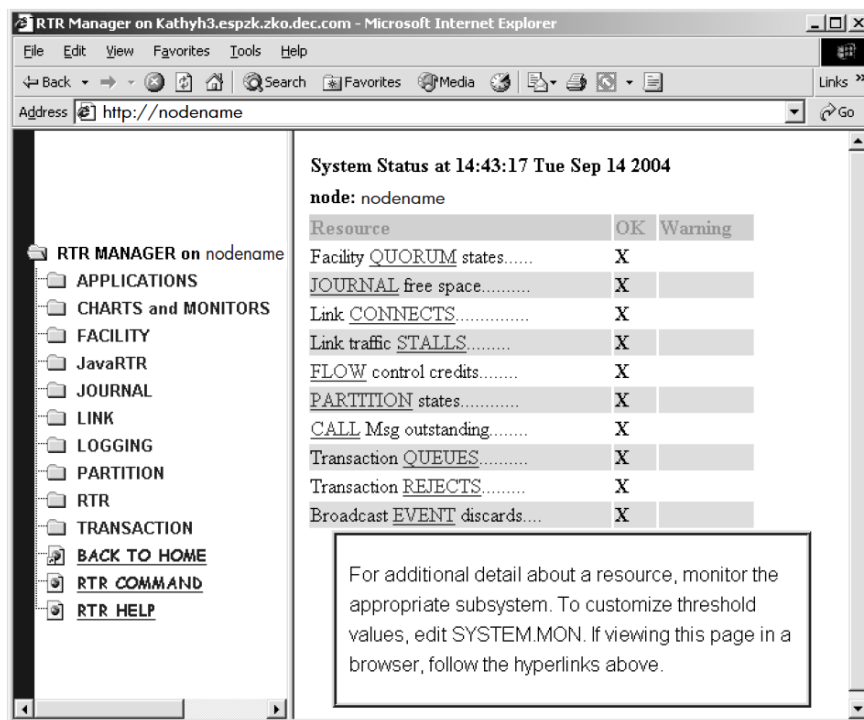 RTR Manager on Kathyh3.espzk.zko.dec.com - Microsoft Internet Explorer
File Edit View Favorites Tools Help
Back Search Favorites Media Links »
Address http://nodename Go
RTR MANAGER on nodename
APPLICATIONS
CHARTS and MONITORS
FACILITY
JavaRTR
JOURNAL
LINK
LOGGING
PARTITION
RTR
TRANSACTION
BACK TO HOME
RTR COMMAND
RTR HELP
System Status at 14:43:17 Tue Sep 14 2004
node: nodename
Resource OK Warning
Facility QUORUM states...... X
JOURNAL free space.......... X
Link CONNECTS............... X
Link traffic STALLS......... X
FLOW control credits........ X
PARTITION states............ X
CALL Msg outstanding........ X
Transaction QUEUES.......... X
Transaction REJECTS......... X
Broadcast EVENT discards.... X
For additional detail about a resource, monitor the
appropriate subsystem. To customize threshold
values, edit SYSTEM.MON. If viewing this page in a
browser, follow the hyperlinks above.